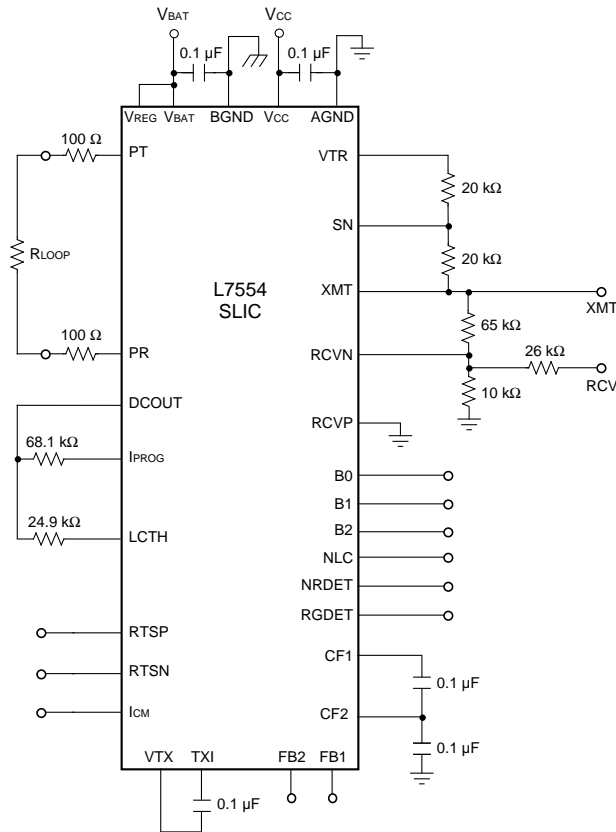 VBAT VCC
0.1 µF 0.1 µF
VREG VBAT BGND VCC AGND
100 Ω PT VTR
20 kΩ
SN
RLOOP 20 kΩ
L7554
SLIC
XMT XMT
65 kΩ
100 Ω PR RCVN 26 kΩ
RCV
10 kΩ
DCOUT
RCVP
68.1 kΩ IPROG
B0
B1
24.9 kΩ LCTH B2
NLC
NRDET
RGDET
RTSP
CF1
RTSN 0.1 µF
ICM CF2
0.1 µF
VTX TXI FB2 FB1
0.1 µF